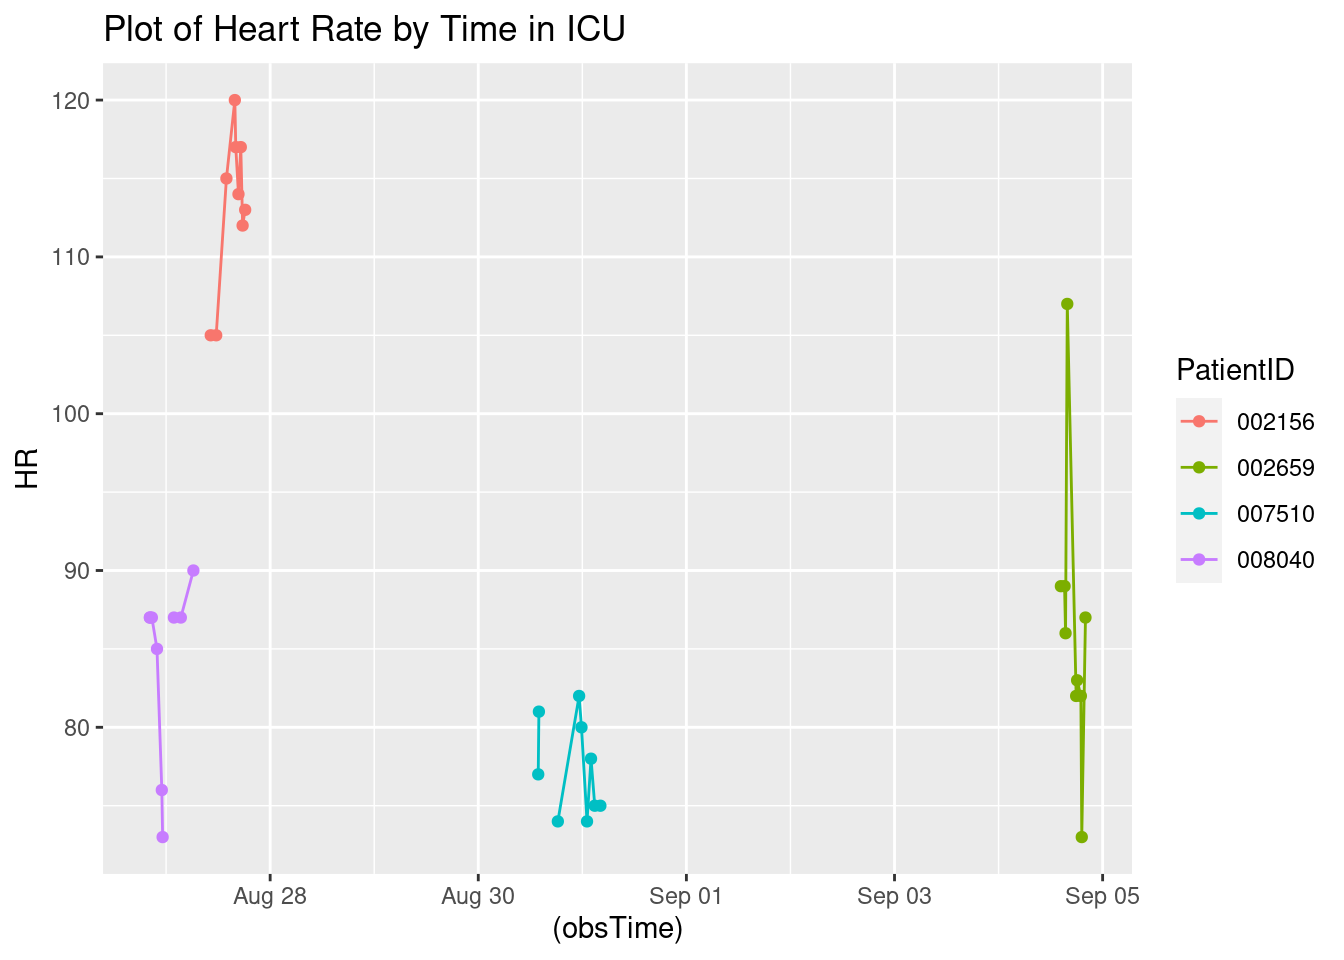 Plot of Heart Rate by Time in ICU
120
110
100
90
80
HR
Aug 28
Aug 30
Sep 01
Sep 03
Sep 05
(obsTime)
PatientID
002156
002659
007510
008040